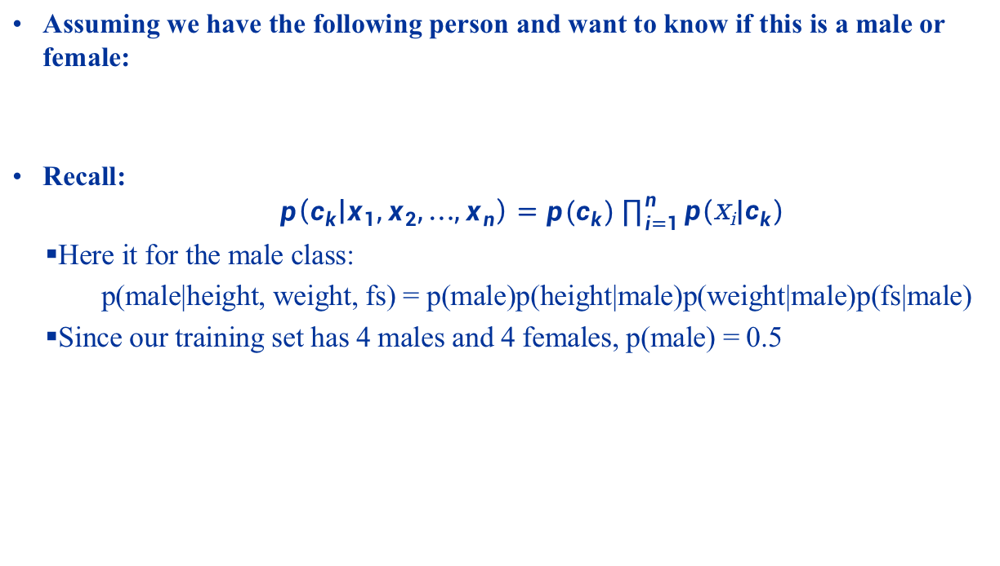 • Assuming we have the following person and want to know if this is a male or
female:
• Recall:
p(c_k|x_1, x_2, …, x_n) = p(c_k) ∏_{i=1}^{n} p(x_i|c_k)
▪Here it for the male class:
p(male|height, weight, fs) = p(male)p(height|male)p(weight|male)p(fs|male)
▪Since our training set has 4 males and 4 females, p(male) = 0.5